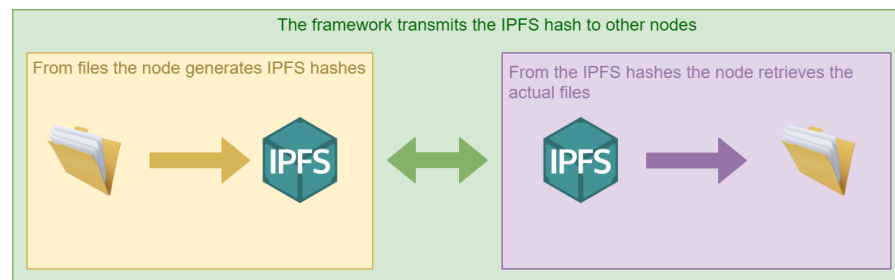 The framework transmits the IPFS hash to other nodes
From files the node generates IPFS hashes
From the IPFS hashes the node retrieves the
actual files
IPFS
IPFS